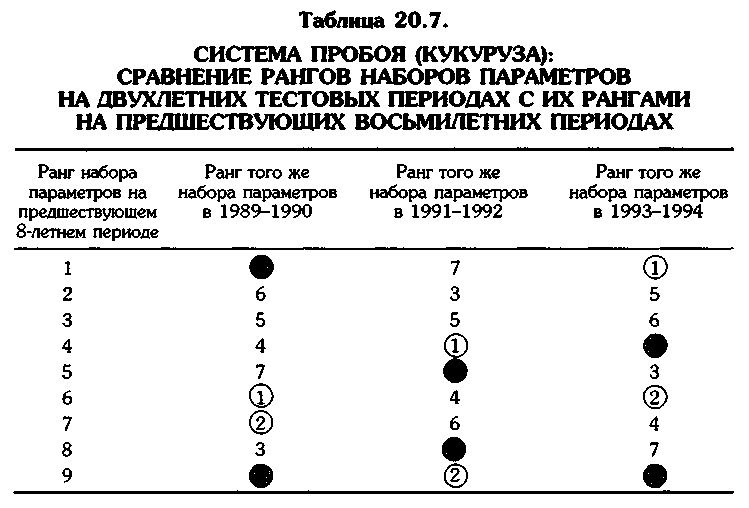 Таблица 20.7.
СИСТЕМА ПРОБОЯ (КУКУРУЗА):
СРАВНЕНИЕ РАНГОВ НАБОРОВ ПАРАМЕТРОВ
НА ДВУХЛЕТНИХ ТЕСТОВЫХ ПЕРИОДАХ С ИХ РАНГАМИ
НА ПРЕДШЕСТВУЮЩИХ ВОСЬМИЛЕТНИХ ПЕРИОДАХ
Ранг набора Ранг того же Ранг того же Ранг того же
параметров на набора параметров набора параметров набора параметров
предшествующем в 1989–1990 в 1991–1992 в 1993–1994
8-летнем периоде
1 7 1
2 6 3 5
3 5 5 6
4 4 1
5 7 3
6 1 4 2
7 2 6 4
8 3 7
9 2